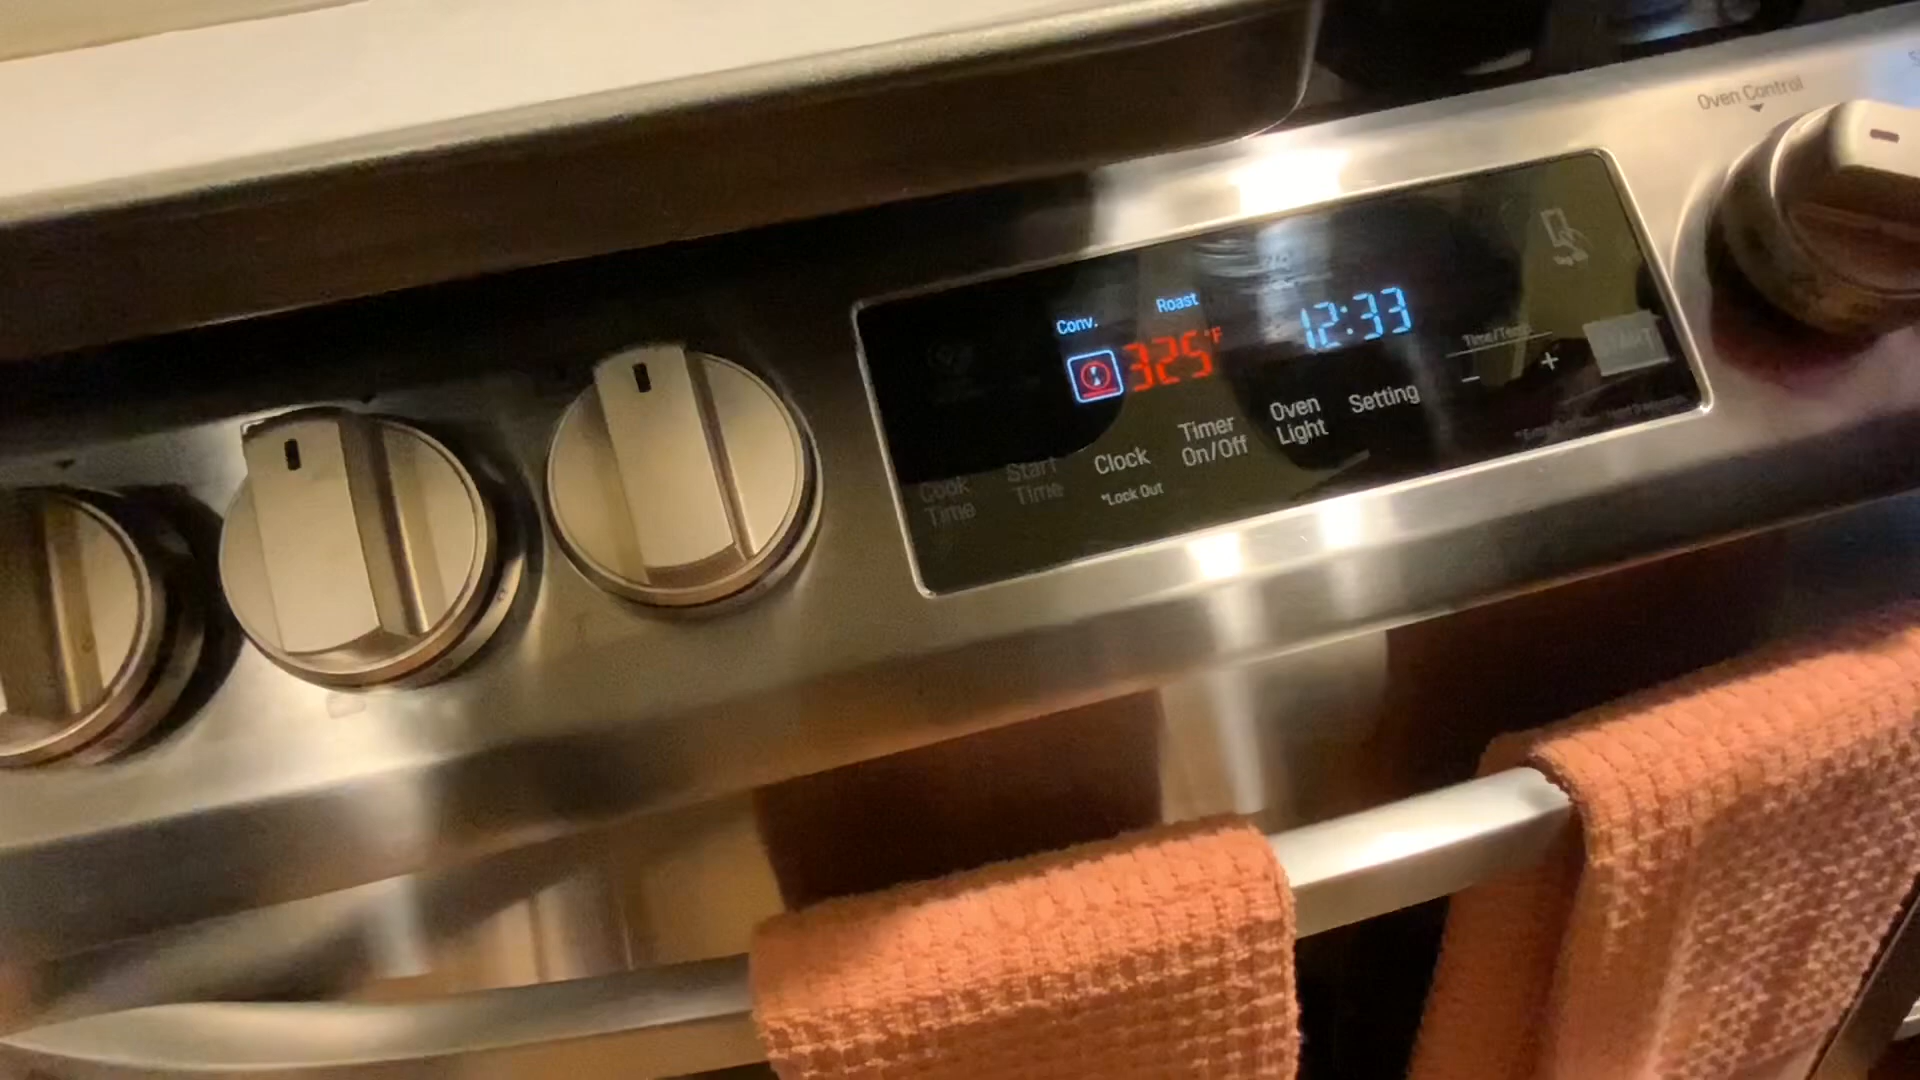 Oven Control
Conv.
Roast
325°F
12:33
Time/Temp
- +
START
Cook
Time
Start
Time
Clock
*Lock Out
Timer
On/Off
Oven
Light
Setting